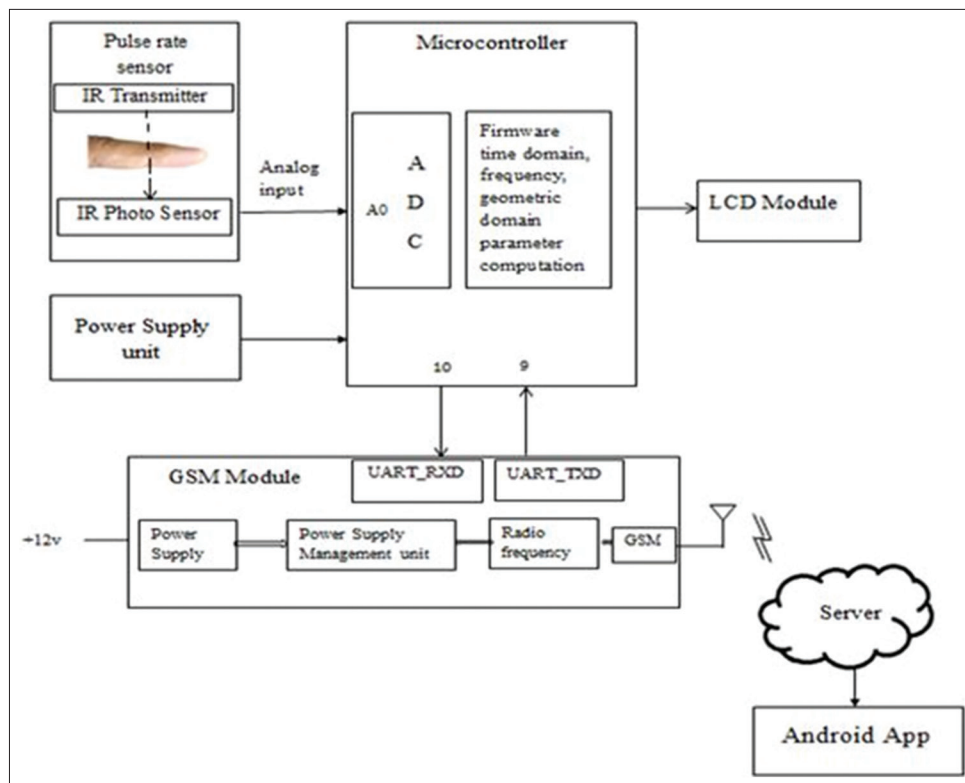 Pulse rate
sensor
IR Transmitter
IR Photo Sensor
Analog
input
Microcontroller
A0
A
D
C
Firmware
time domain,
frequency,
geometric
domain
parameter
computation
LCD Module
Power Supply
unit
10
9
GSM Module
UART_RXD
UART_TXD
+12v
Power
Supply
Power Supply
Management unit
Radio
frequency
GSM
Server
Android App